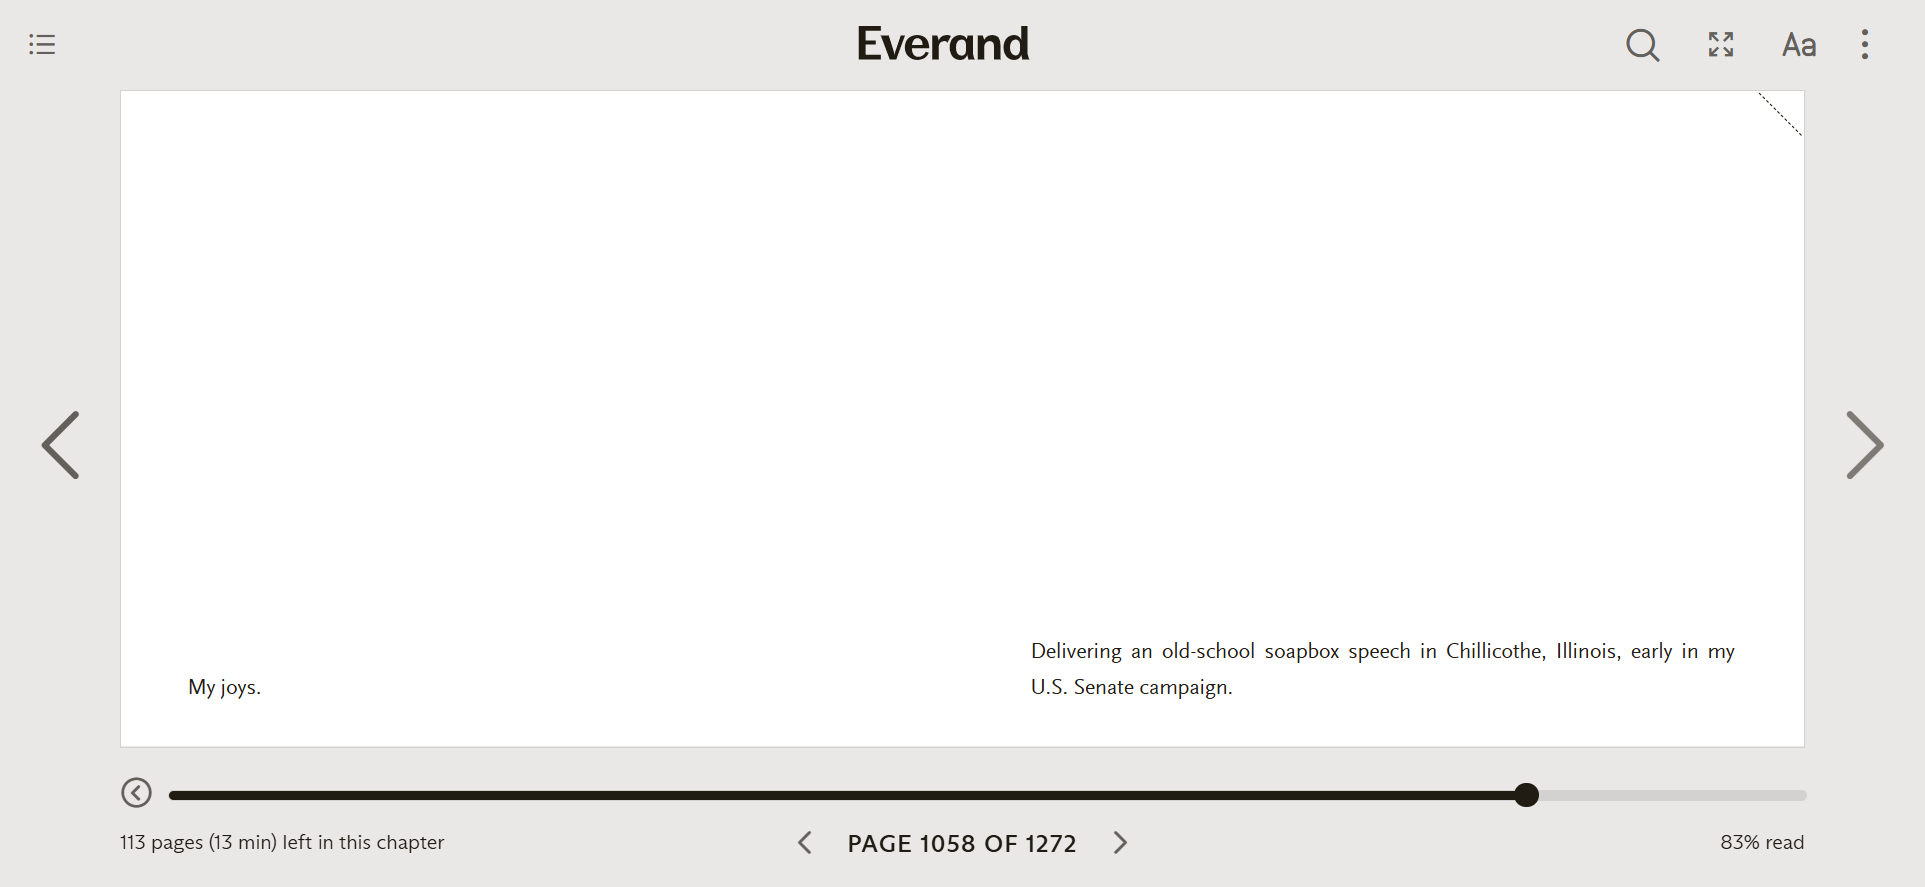 Everand
Aa
My joys.
Delivering an old-school soapbox speech in Chillicothe, Illinois, early in my
U.S. Senate campaign.
113 pages (13 min) left in this chapter
PAGE 1058 OF 1272
83% read